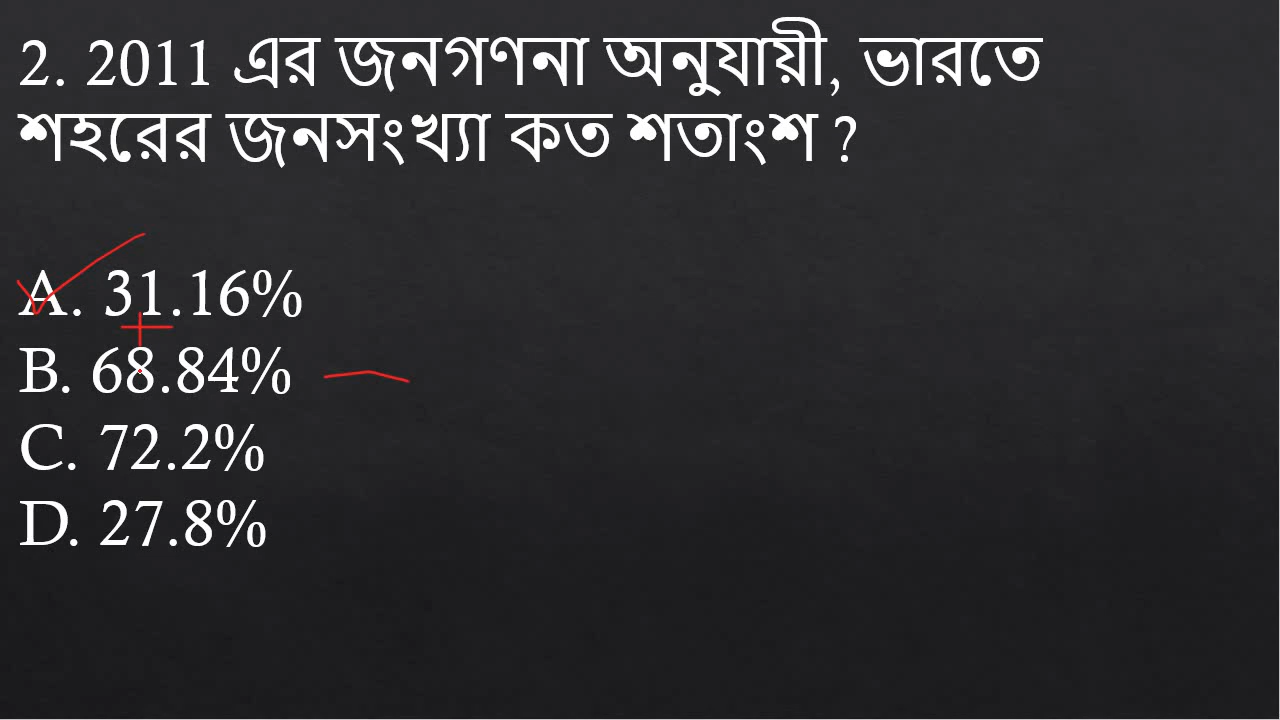 2. 2011 এর জনগণনা অনুযায়ী, ভারতে
শহরের জনসংখ্যা কত শতাংশ ?
A. 31.16%
B. 68.84%
C. 72.2%
D. 27.8%